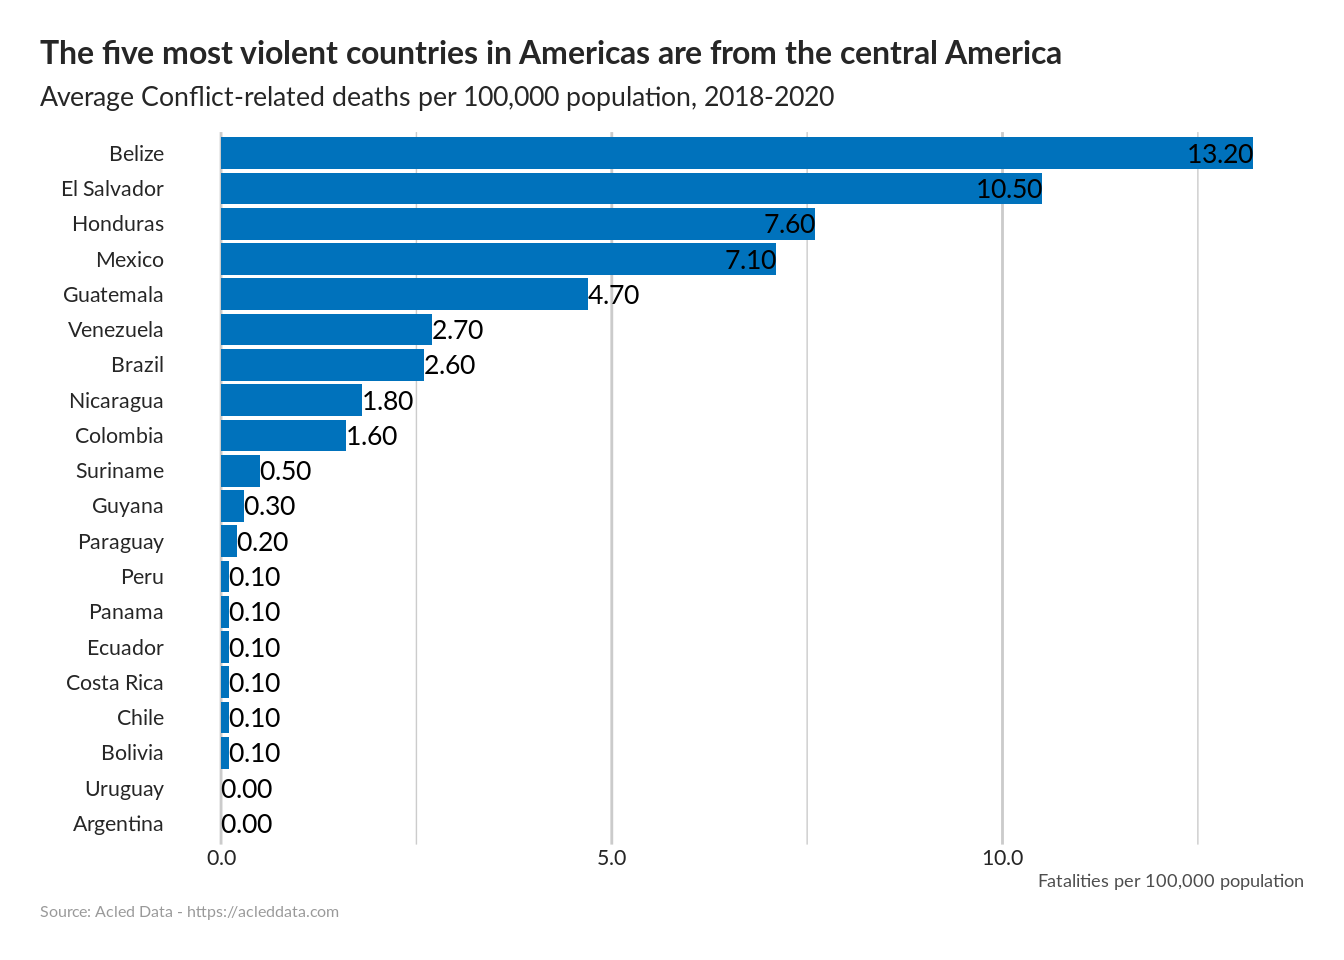 The five most violent countries in Americas are from the central America
Average Conflict-related deaths per 100,000 population, 2018-2020
Belize 13.20
El Salvador 10.50
Honduras 7.60
Mexico 7.10
Guatemala 4.70
Venezuela 2.70
Brazil 2.60
Nicaragua 1.80
Colombia 1.60
Suriname 0.50
Guyana 0.30
Paraguay 0.20
Peru 0.10
Panama 0.10
Ecuador 0.10
Costa Rica 0.10
Chile 0.10
Bolivia 0.10
Uruguay 0.00
Argentina 0.00
0.0 5.0 10.0
Fatalities per 100,000 population
Source: Acled Data - https://acleddata.com